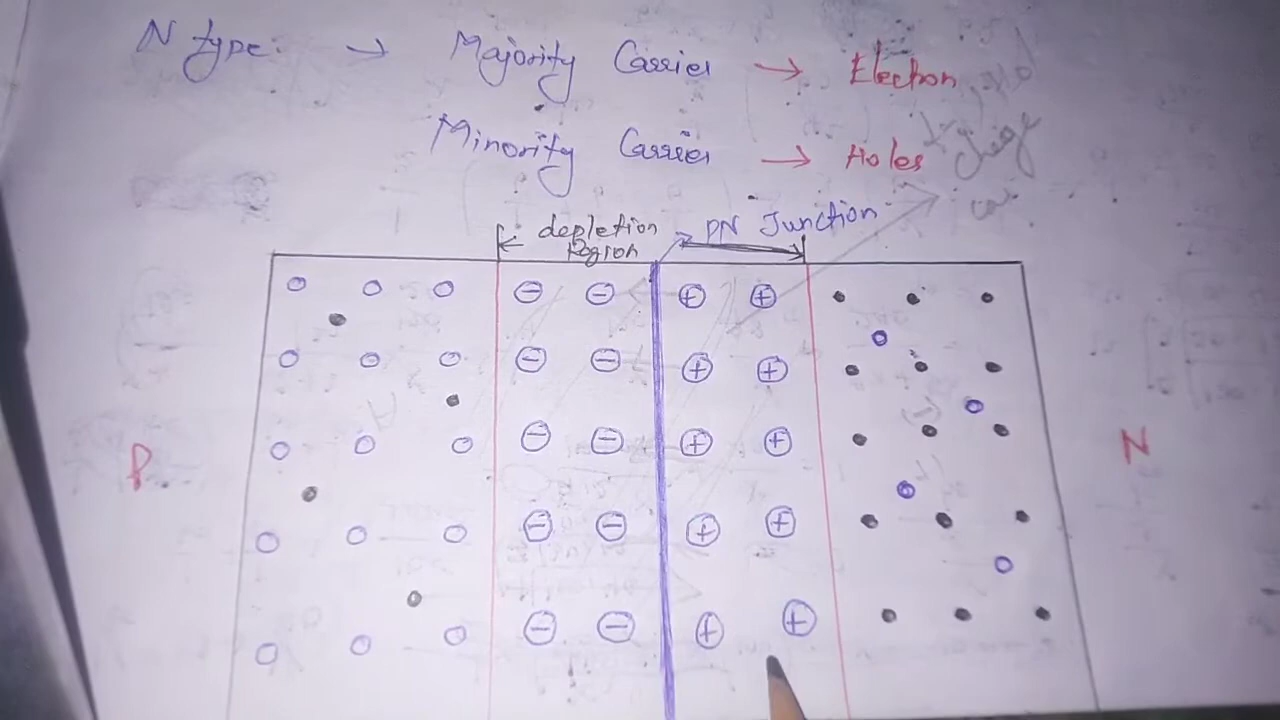 N type → Majority Carrier → Electron
Minority Carrier → Holes
depletion
Region
PN Junction
P
N